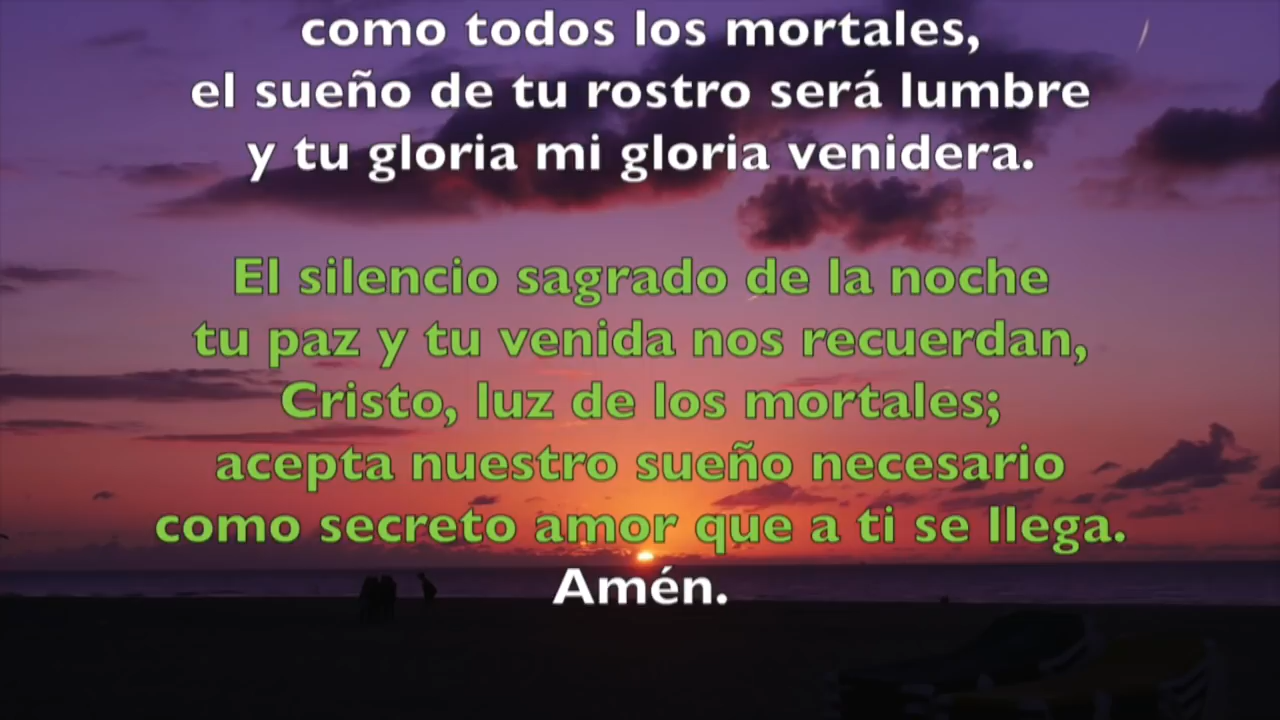 como todos los mortales,
el sueño de tu rostro será lumbre
y tu gloria mi gloria venidera.
El silencio sagrado de la noche
tu paz y tu venida nos recuerdan,
Cristo, luz de los mortales;
acepta nuestro sueño necesario
como secreto amor que a ti se llega.
Amén.